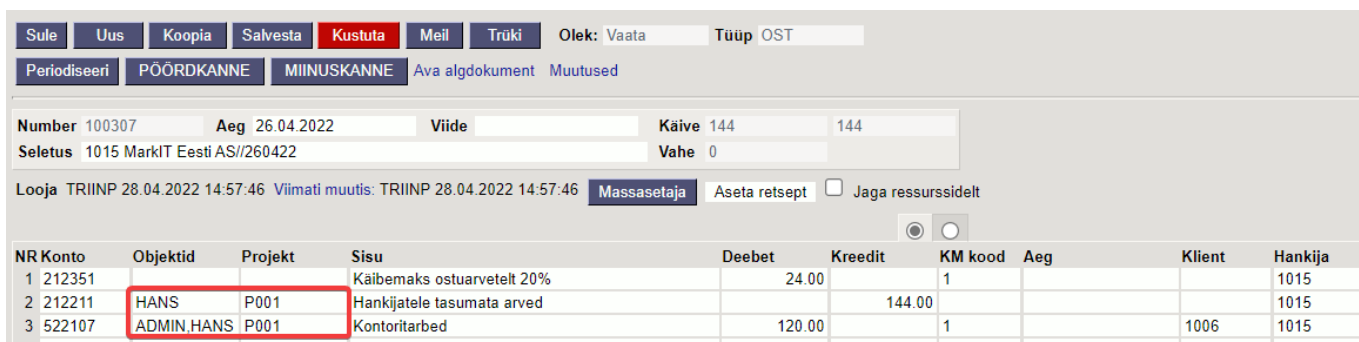 Sule Uus Koopia Salvesta Kustuta Meil Trüki Olek: Vaata Tüüp OST
Periodiseeri PÖÖRDKANNE MIINUSKANNE Ava algdokument Muutused
Number 100307 Aeg 26.04.2022 Viide Käive 144 144
Seletus 1015 MarkIT Eesti AS//260422 Vahe 0
Looja TRIINP 28.04.2022 14:57:46 Viimati muutis: TRIINP 28.04.2022 14:57:46 Massasetaja Aseta retsept Jaga ressurssidelt
NR Konto Objektid Projekt Sisu Deebet Kreedit KM kood Aeg Klient Hankija
1 212351 Käibemaks ostuarvetelt 20% 24.00 1 1015
2 212211 HANS P001 Hankijatele tasumata arved 144.00 1015
3 522107 ADMIN,HANS P001 Kontoritarbed 120.00 1 1006 1015